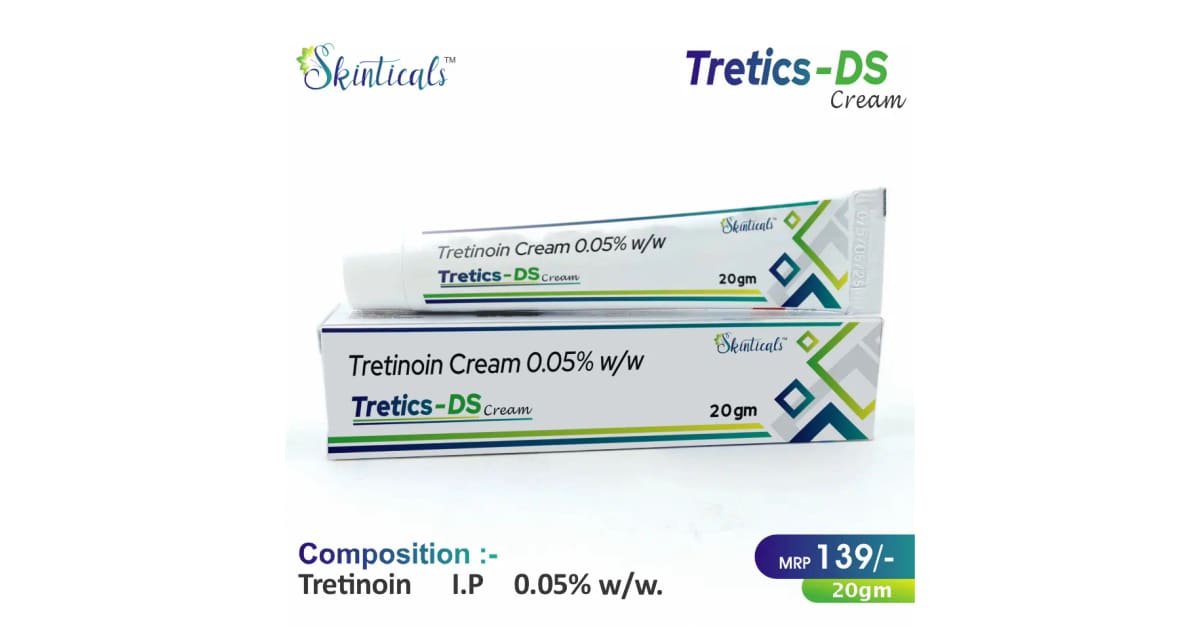 Skinticals™
Tretics-DS
Cream
Skinticals™
Tretinoin Cream 0.05% w/w
Tretics-DS Cream
20gm
Skinticals™
Tretinoin Cream 0.05% w/w
Tretics-DS Cream
20gm
Composition :-
Tretinoin I.P 0.05% w/w.
MRP 139/-
20gm